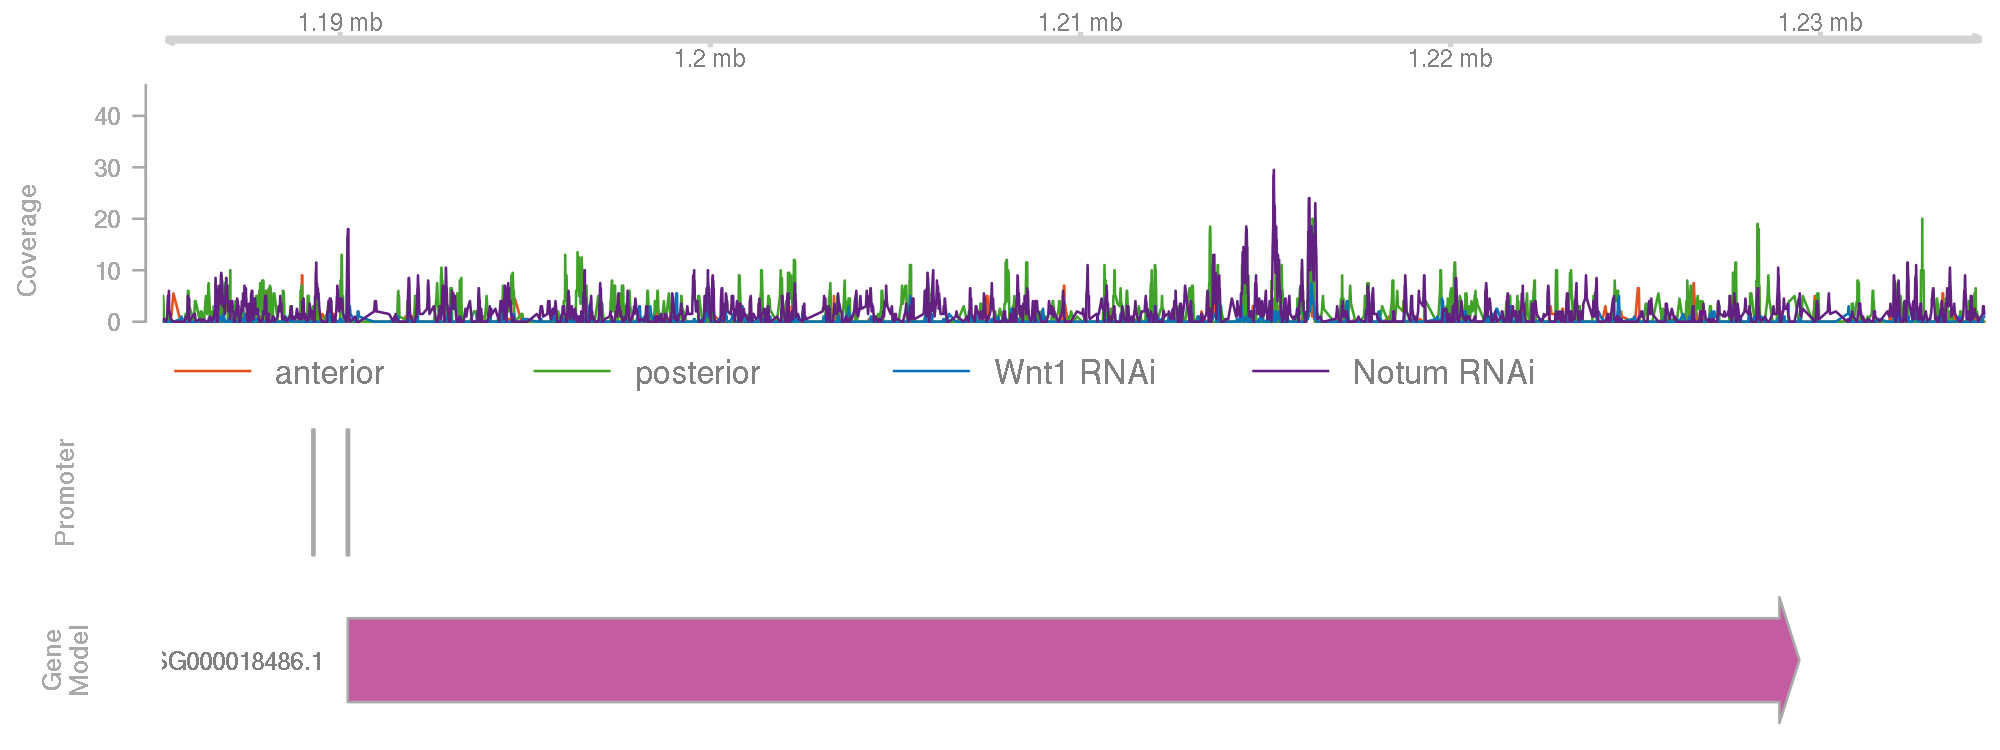 1.19 mb
1.21 mb
1.23 mb
1.2 mb
1.22 mb
Coverage
40
30
20
10
0
anterior
posterior
Wnt1 RNAi
Notum RNAi
Promoter
Gene
Model
SG000018486.1